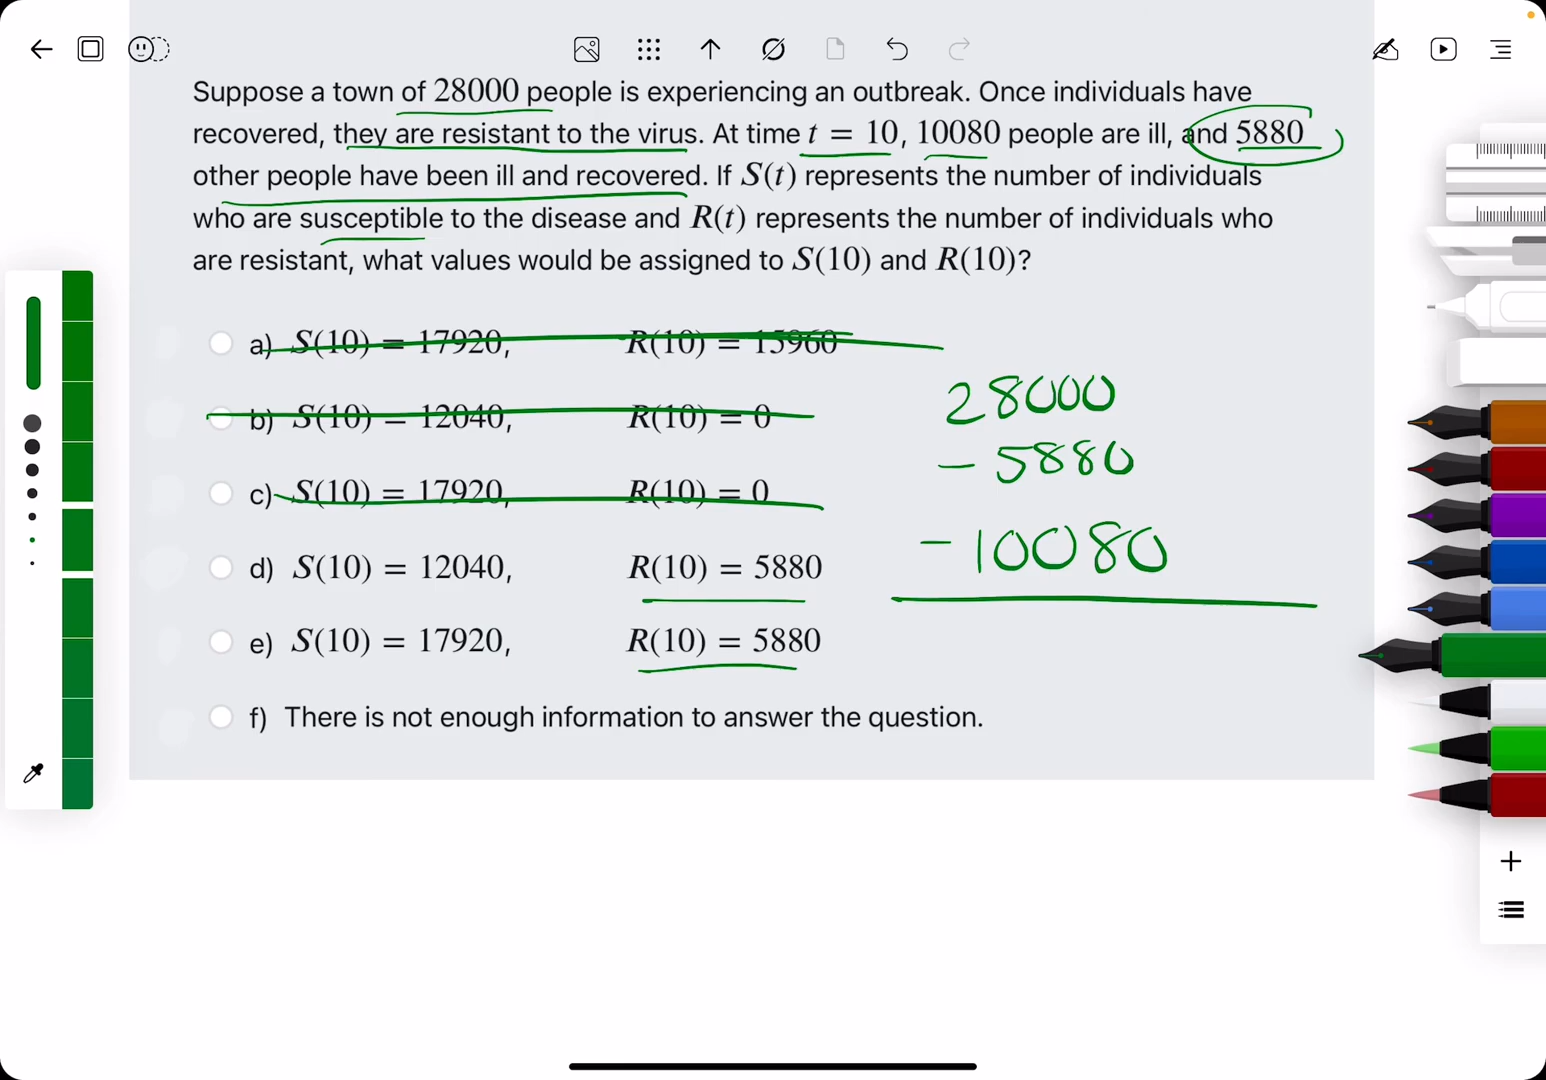 Suppose a town of 28000 people is experiencing an outbreak. Once individuals have
recovered, they are resistant to the virus. At time t = 10, 10080 people are ill, and 5880
other people have been ill and recovered. If S(t) represents the number of individuals
who are susceptible to the disease and R(t) represents the number of individuals who
are resistant, what values would be assigned to S(10) and R(10)?
a) S(10) = 17920, R(10) = 15960
b) S(10) = 12040, R(10) = 0
c) S(10) = 17920, R(10) = 0
d) S(10) = 12040, R(10) = 5880
e) S(10) = 17920, R(10) = 5880
f) There is not enough information to answer the question.
28000
- 5880
- 10080